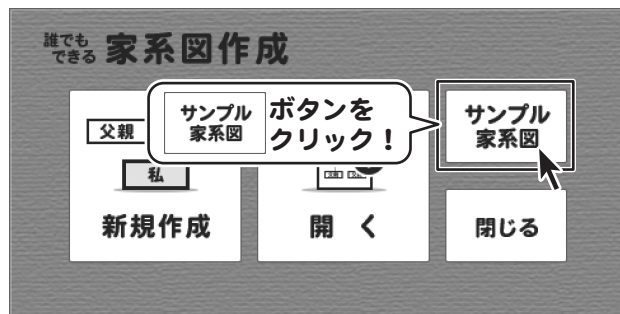 誰でも
できる
家系図作成
サンプル
家系図
ボタンを
クリック！
サンプル
家系図
父親
私
新規作成
開 く
閉じる